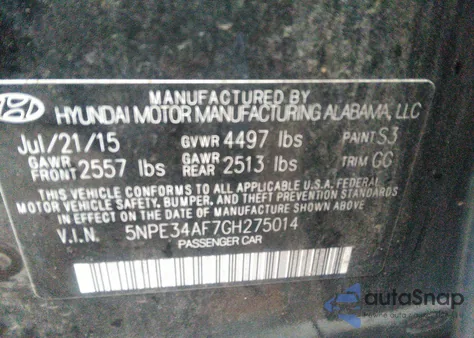 MANUFACTURED BY
HYUNDAI MOTOR MANUFACTURING ALABAMA, LLC
Jul/21/15 GVWR 4497 lbs PAINT S3
GAWR FRONT 2557 lbs GAWR REAR 2513 lbs TRIM GG
THIS VEHICLE CONFORMS TO ALL APPLICABLE U.S.A. FEDERAL
MOTOR VEHICLE SAFETY, BUMPER, AND THEFT PREVENTION STANDARDS
IN EFFECT ON THE DATE OF MANUFACTURE SHOWN ABOVE.
V.I.N. 5NPE34AF7GH275014
PASSENGER CAR
autoSnap